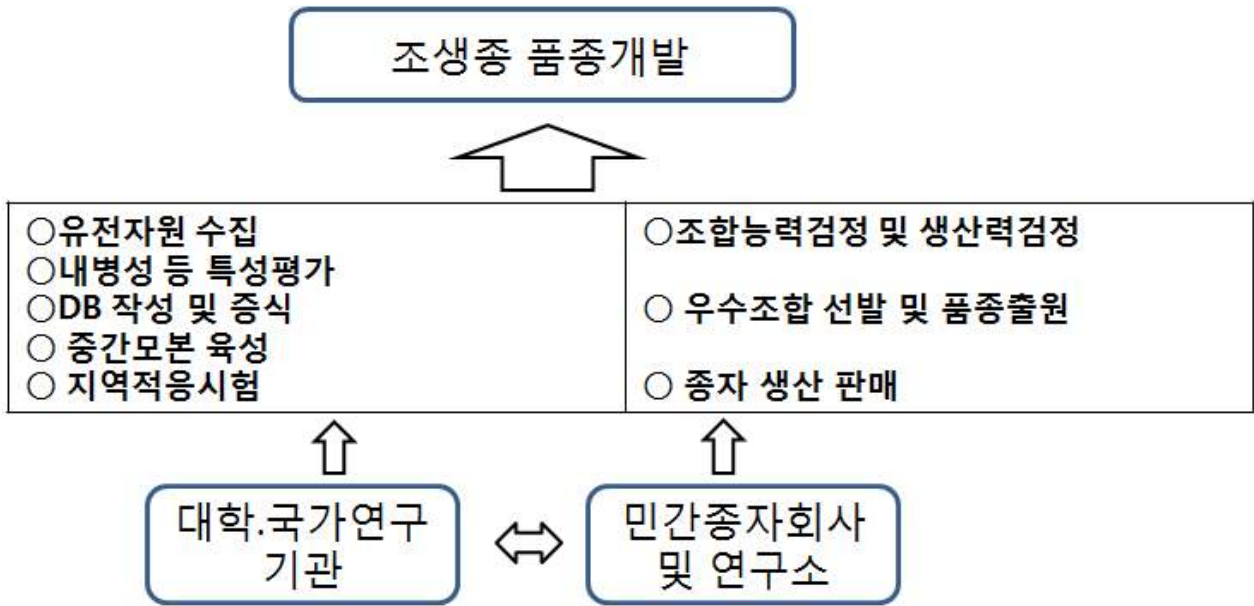 조생종 품종개발
○유전자원 수집
○내병성 등 특성평가
○DB 작성 및 증식
○ 중간모본 육성
○ 지역적응시험
○조합능력검정 및 생산력검정
○ 우수조합 선발 및 품종출원
○ 종자 생산 판매
대학.국가연구
기관
민간종자회사
및 연구소